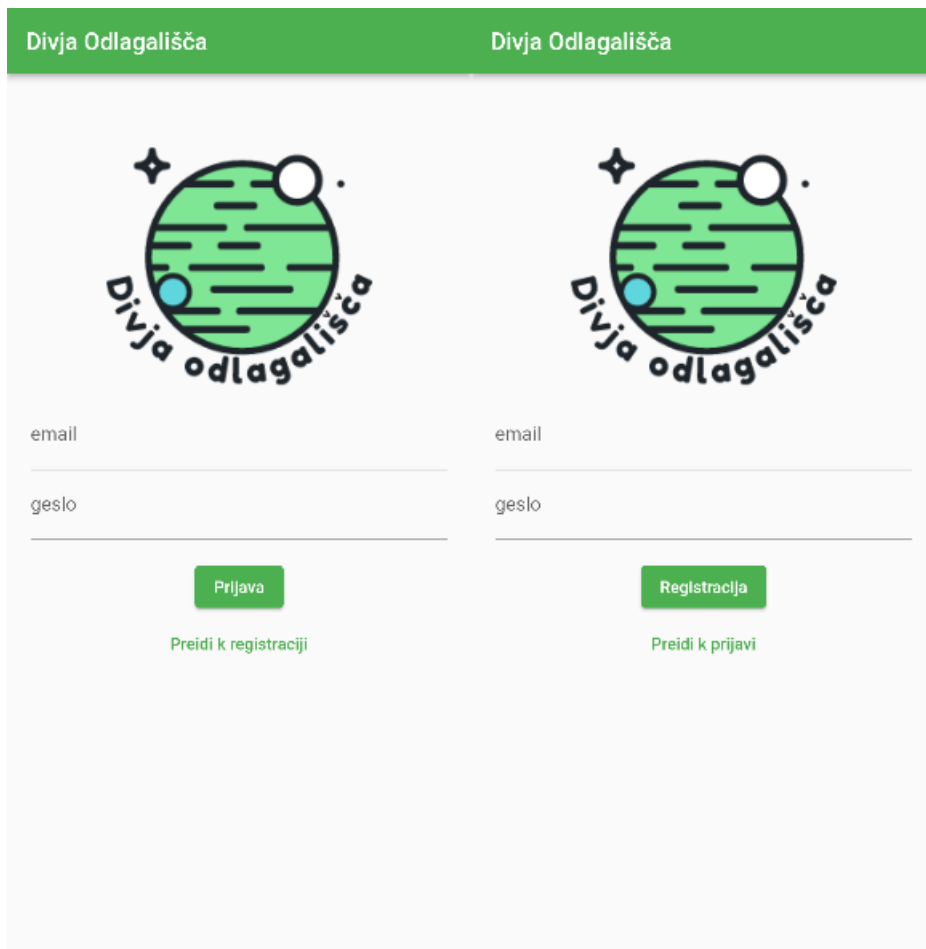 Divja Odlagališča
Divja odlagališča
email
geslo
Prijava
Preidi k registraciji
Divja Odlagališča
Divja odlagališča
email
geslo
Registracija
Preidi k prijavi